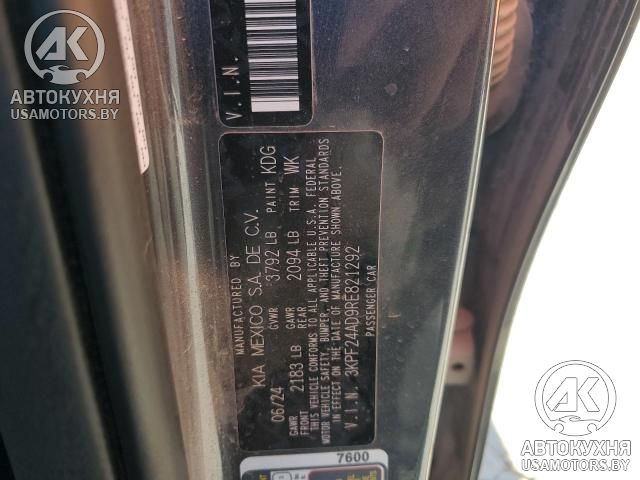 AK
АВТОКУХНЯ
USAMOTORS.BY
V.I.N.
MANUFACTURED BY
KIA MEXICO S.A. DE C.V.
06/24 GVWR 3792 LB PAINT KDG
GAWR FRONT 2183 LB GAWR REAR 2094 LB TRIM WK
THIS VEHICLE CONFORMS TO ALL APPLICABLE U.S.A. FEDERAL
MOTOR VEHICLE SAFETY, BUMPER, AND THEFT PREVENTION STANDARDS
IN EFFECT ON THE DATE OF MANUFACTURE SHOWN ABOVE.
V.I.N. 3KPF24AD9RE821292
PASSENGER CAR
7600
AK
АВТОКУХНЯ
USAMOTORS.BY